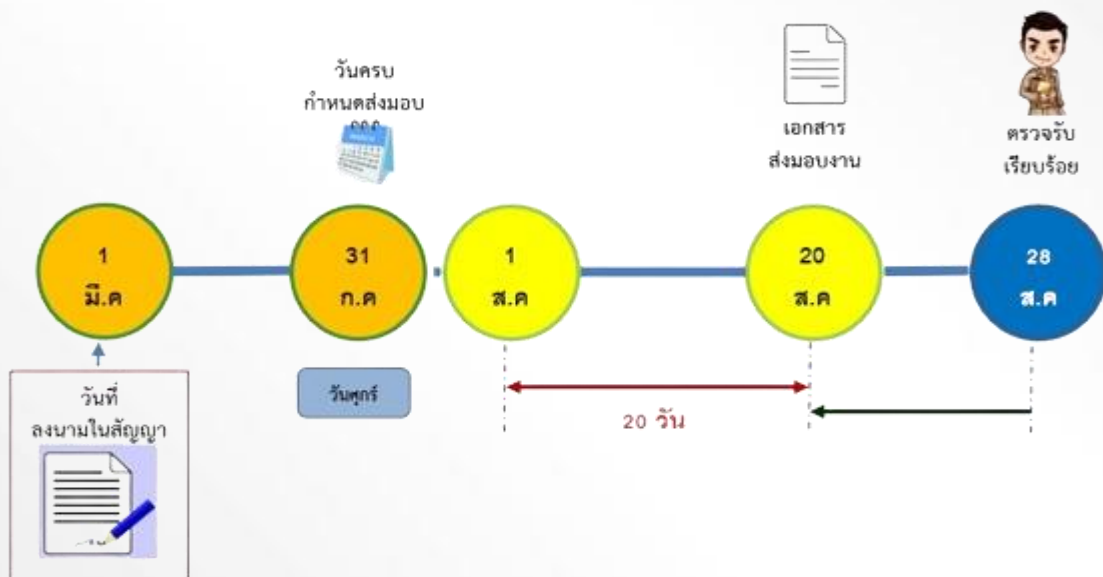 วันครบ
กำหนดส่งมอบ
เอกสาร
ส่งมอบงาน
ตรวจรับ
เรียบร้อย
1
มี.ค
31
ก.ค
1
ส.ค
20
ส.ค
28
ส.ค
วันที่
ลงนามในสัญญา
วันศุกร์
20 วัน